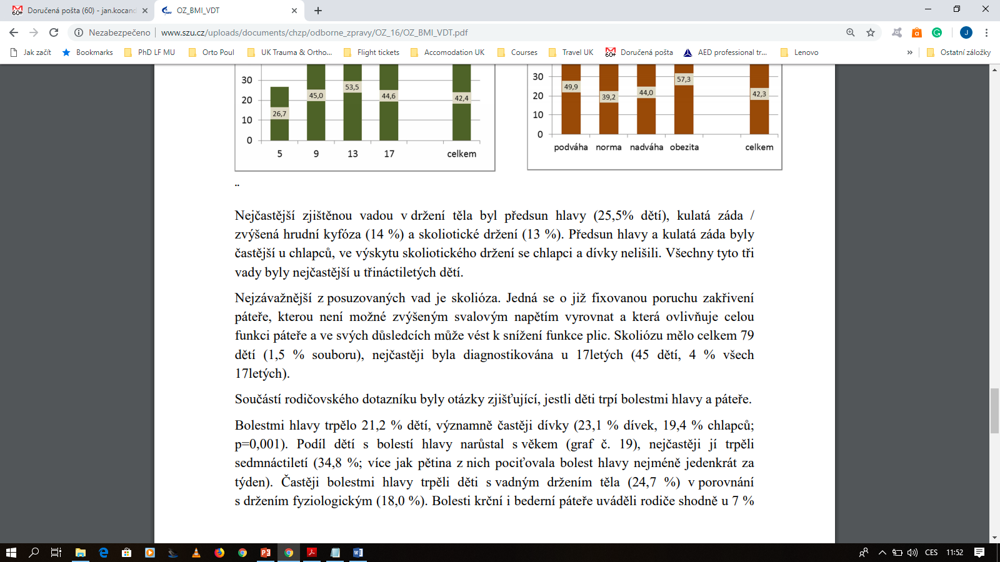 Doručená pošta (60) - jan.kocand
OZ_BMI_VDT
Nezabezpečeno | www.szu.cz/uploads/documents/chzp/odborne_zpravy/OZ_16/OZ_BMI_VDT.pdf
J
Jak začít
Bookmarks
PhD LF MU
Orto Poul
UK Trauma & Ortho...
Flight tickets
Accomodation UK
Courses
Travel UK
Doručená pošta
AED professional tr...
Lenovo
»
Ostatní záložky
30
20
10
0
26,7
45,0
53,5
44,6
42,4
5 9 13 17 celkem
30
20
10
0
49,9
39,2
44,0
57,3
42,3
podváha norma nadváha obezita celkem
..
Nejčastější zjištěnou vadou v držení těla byl předsun hlavy (25,5% dětí), kulatá záda /
zvýšená hrudní kyfóza (14 %) a skoliotické držení (13 %). Předsun hlavy a kulatá záda byly
častější u chlapců, ve výskytu skoliotického držení se chlapci a dívky nelišili. Všechny tyto tři
vady byly nejčastější u třináctiletých dětí.
Nejzávažnější z posuzovaných vad je skolióza. Jedná se o již fixovanou poruchu zakřivení
páteře, kterou není možné zvýšeným svalovým napětím vyrovnat a která ovlivňuje celou
funkci páteře a ve svých důsledcích může vést k snížení funkce plic. Skoliózu mělo celkem 79
dětí (1,5 % souboru), nejčastěji byla diagnostikována u 17letých (45 dětí, 4 % všech
17letých).
Součástí rodičovského dotazníku byly otázky zjišťující, jestli děti trpí bolestmi hlavy a páteře.
Bolestmi hlavy trpělo 21,2 % dětí, významně častěji dívky (23,1 % dívek, 19,4 % chlapců;
p=0,001). Podíl dětí s bolestí hlavy narůstal s věkem (graf č. 19), nejčastěji jí trpěli
sedmnáctiletí (34,8 %; více jak pětina z nich pociťovala bolest hlavy nejméně jedenkrát za
týden). Častěji bolestmi hlavy trpěli děti s vadným držením těla (24,7 %) v porovnání
s držením fyziologickým (18,0 %). Bolesti krční i bederní páteře uváděli rodiče shodně u 7 %
CES
11:52